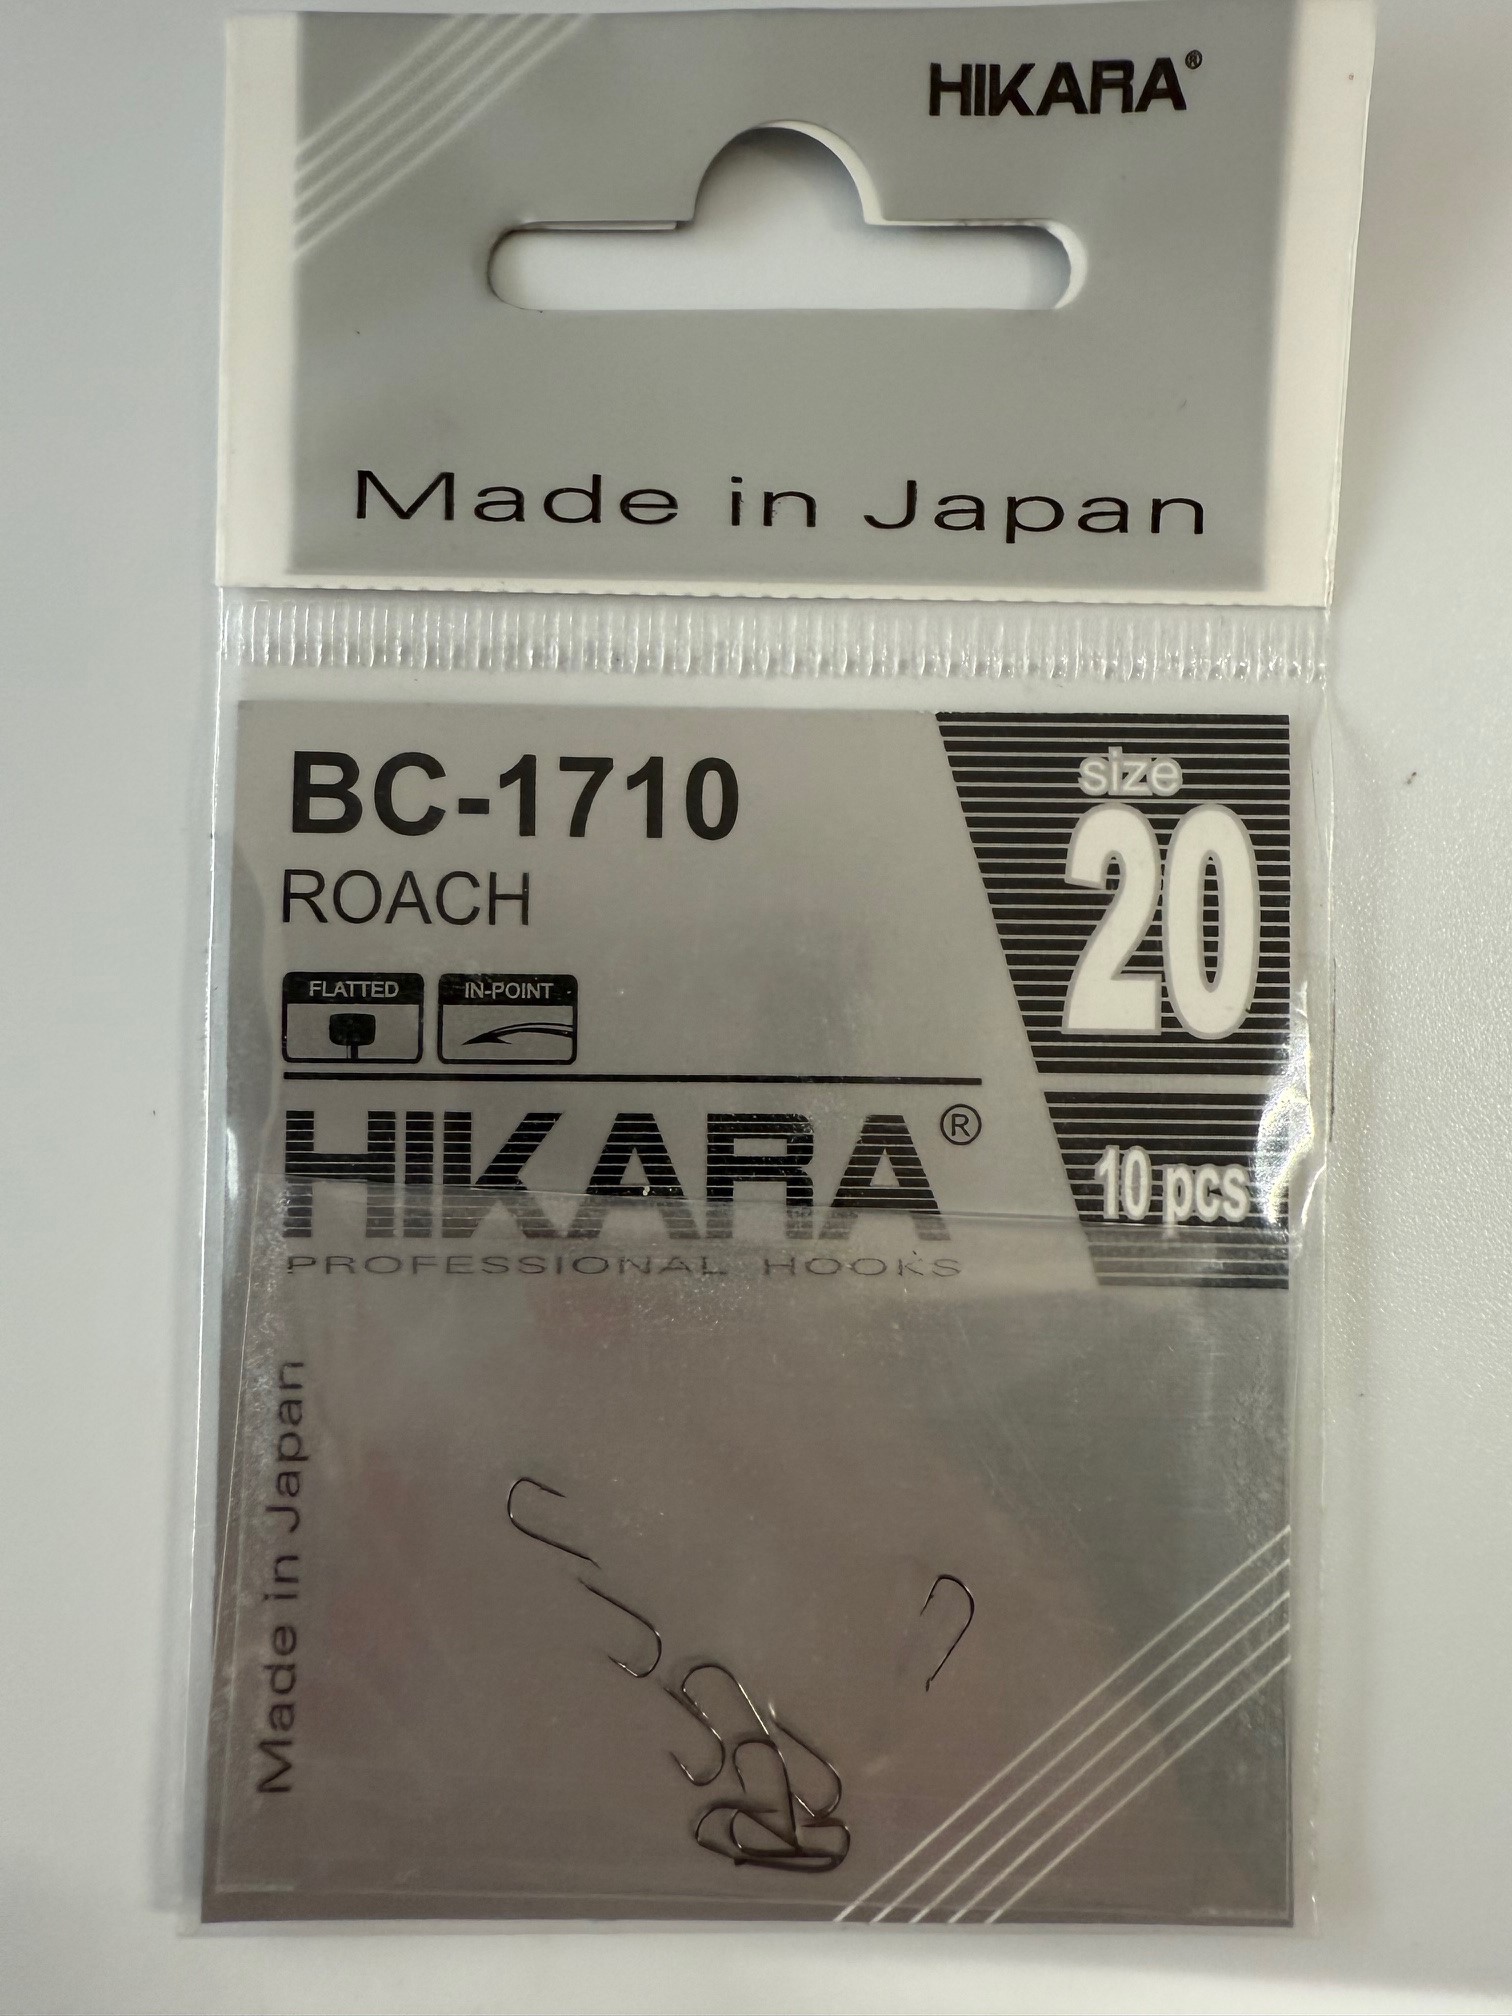 HIKARA®
Made in Japan
BC-1710
ROACH
size
20
FLATTED
IN-POINT
HIKARA®
PROFESSIONAL HOOKS
10 pcs
Made in Japan